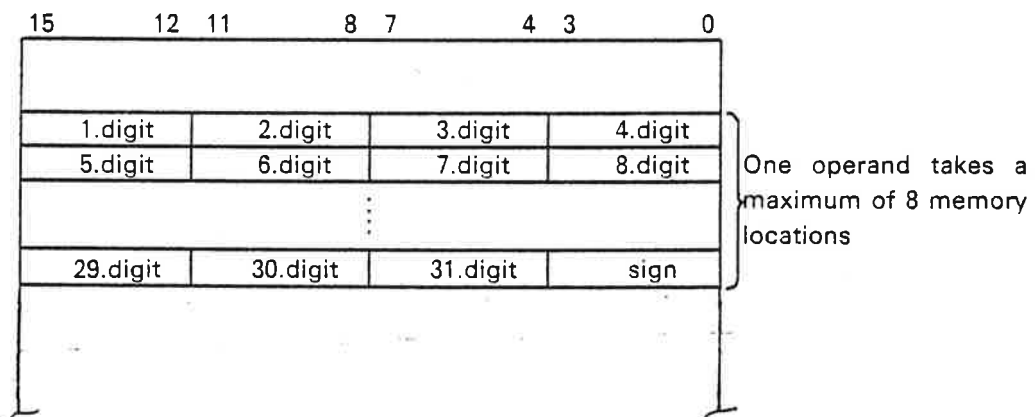 15 12 11 8 7 4 3 0
1.digit 2.digit 3.digit 4.digit
5.digit 6.digit 7.digit 8.digit
One operand takes a
maximum of 8 memory
locations
29.digit 30.digit 31.digit sign